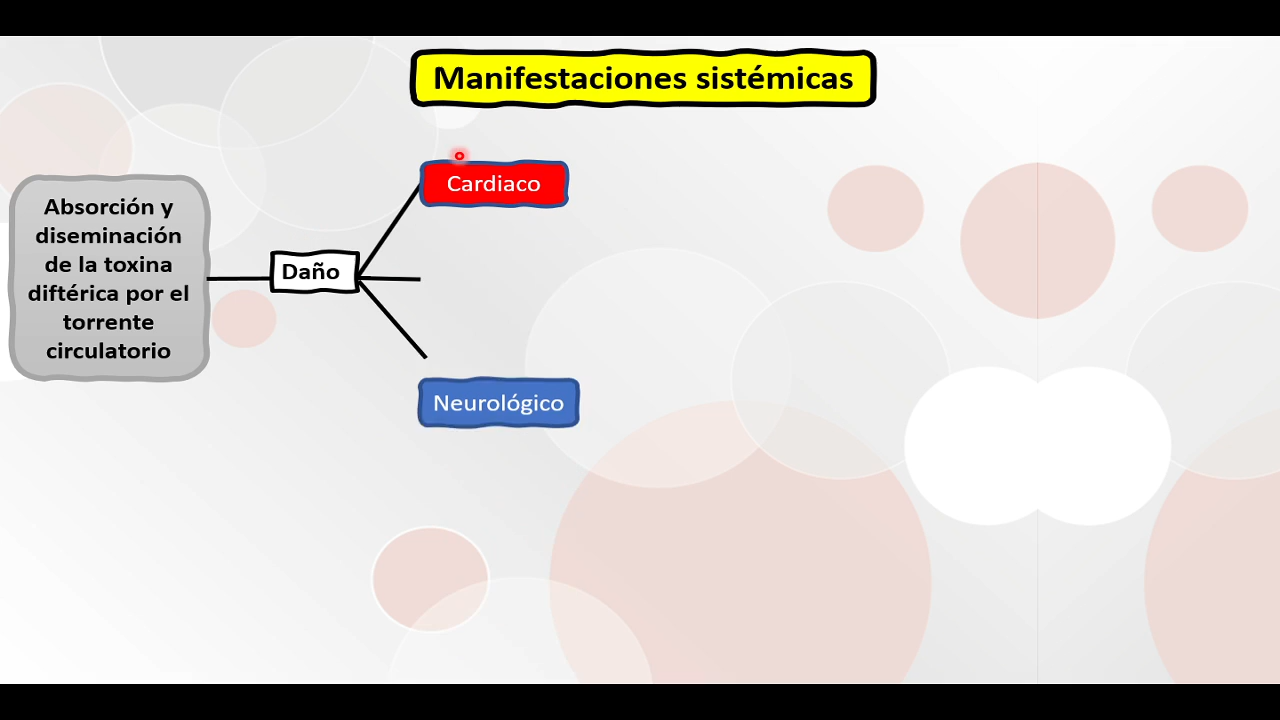 Manifestaciones sistémicas
Cardiaco
Absorción y
diseminación
de la toxina
diftérica por el
torrente
circulatorio
Daño
Neurológico